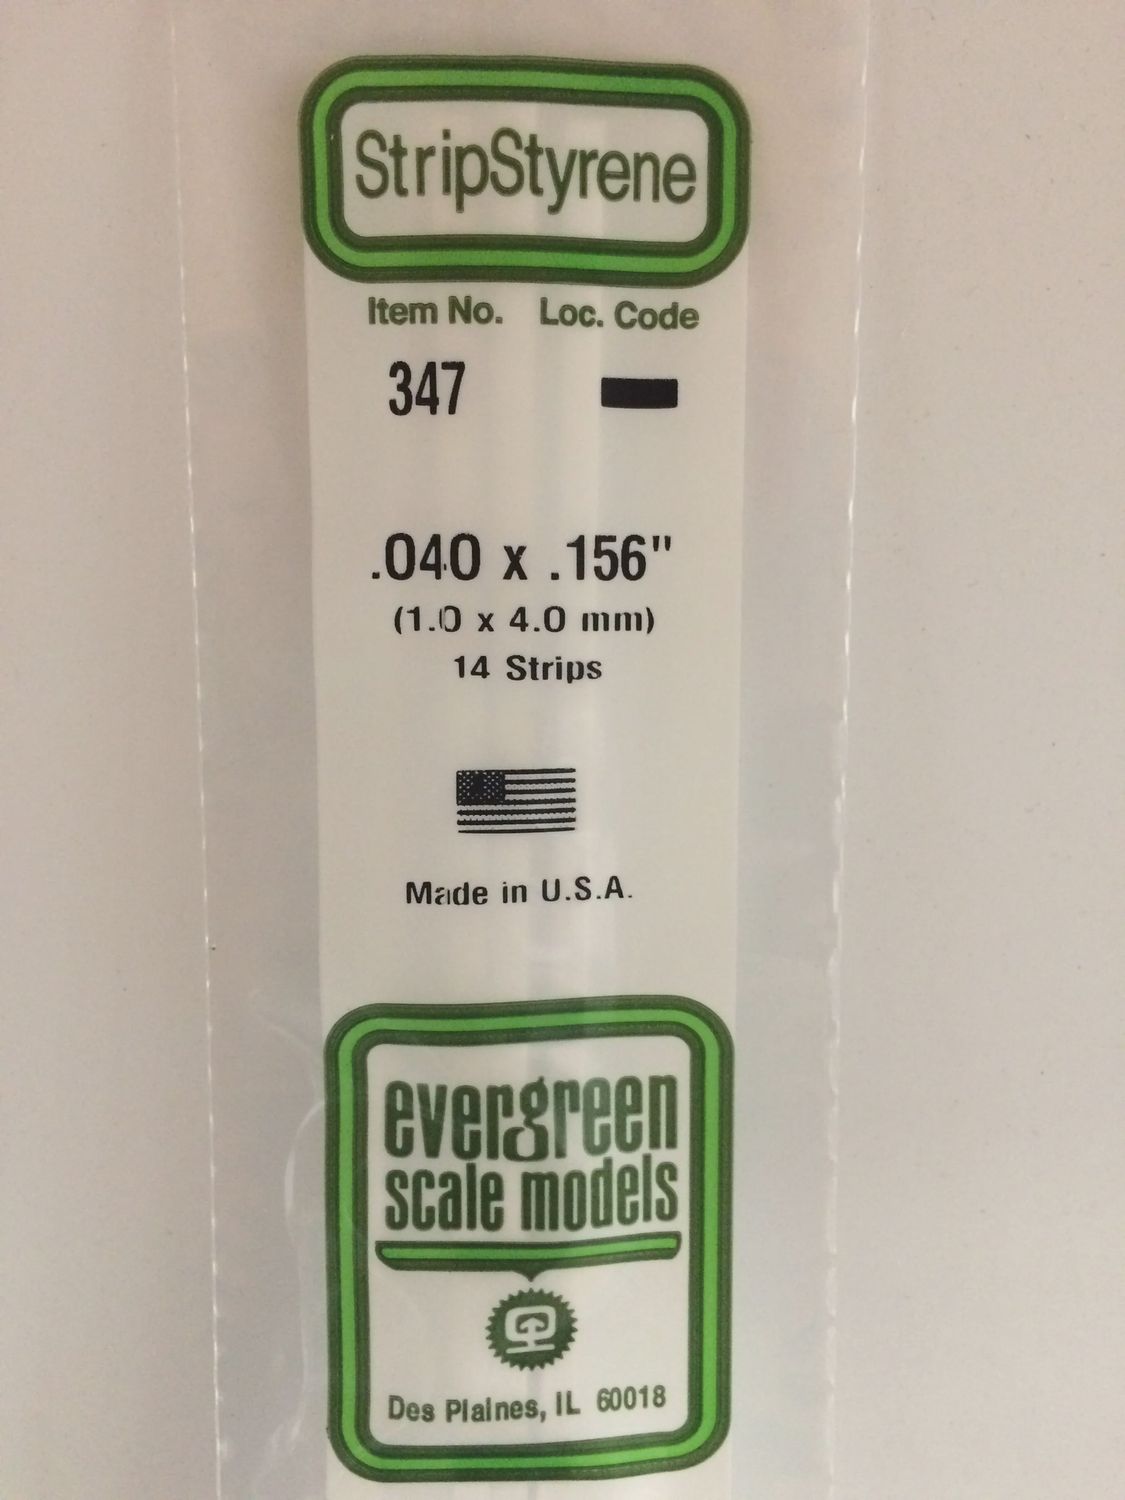 StripStyrene
Item No. Loc. Code
347
.040 x .156"
(1.0 x 4.0 mm)
14 Strips
Made in U.S.A.
evergreen
scale models
Des Plaines, IL 60018